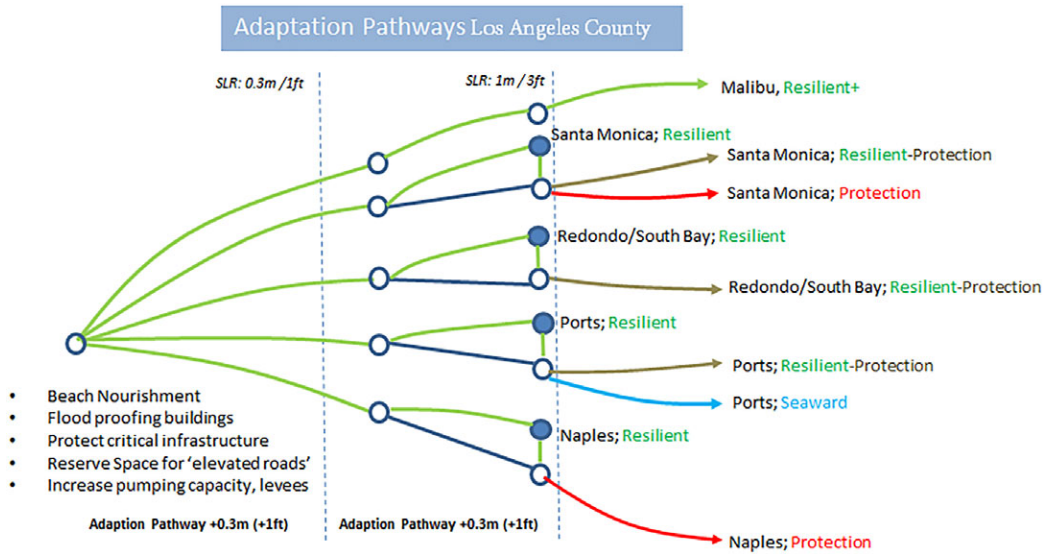 Adaptation Pathways Los Angeles County
SLR: 0.3m /1ft
SLR: 1m / 3ft
Malibu, Resilient+
Santa Monica; Resilient
Santa Monica; Resilient-Protection
Santa Monica; Protection
Redondo/South Bay; Resilient
Redondo/South Bay; Resilient-Protection
Ports; Resilient
Ports; Resilient-Protection
Ports; Seaward
Naples; Resilient
Naples; Protection
• Beach Nourishment
• Flood proofing buildings
• Protect critical infrastructure
• Reserve Space for ‘elevated roads’
• Increase pumping capacity, levees
Adaption Pathway +0.3m (+1ft)
Adaption Pathway +0.3m (+1ft)